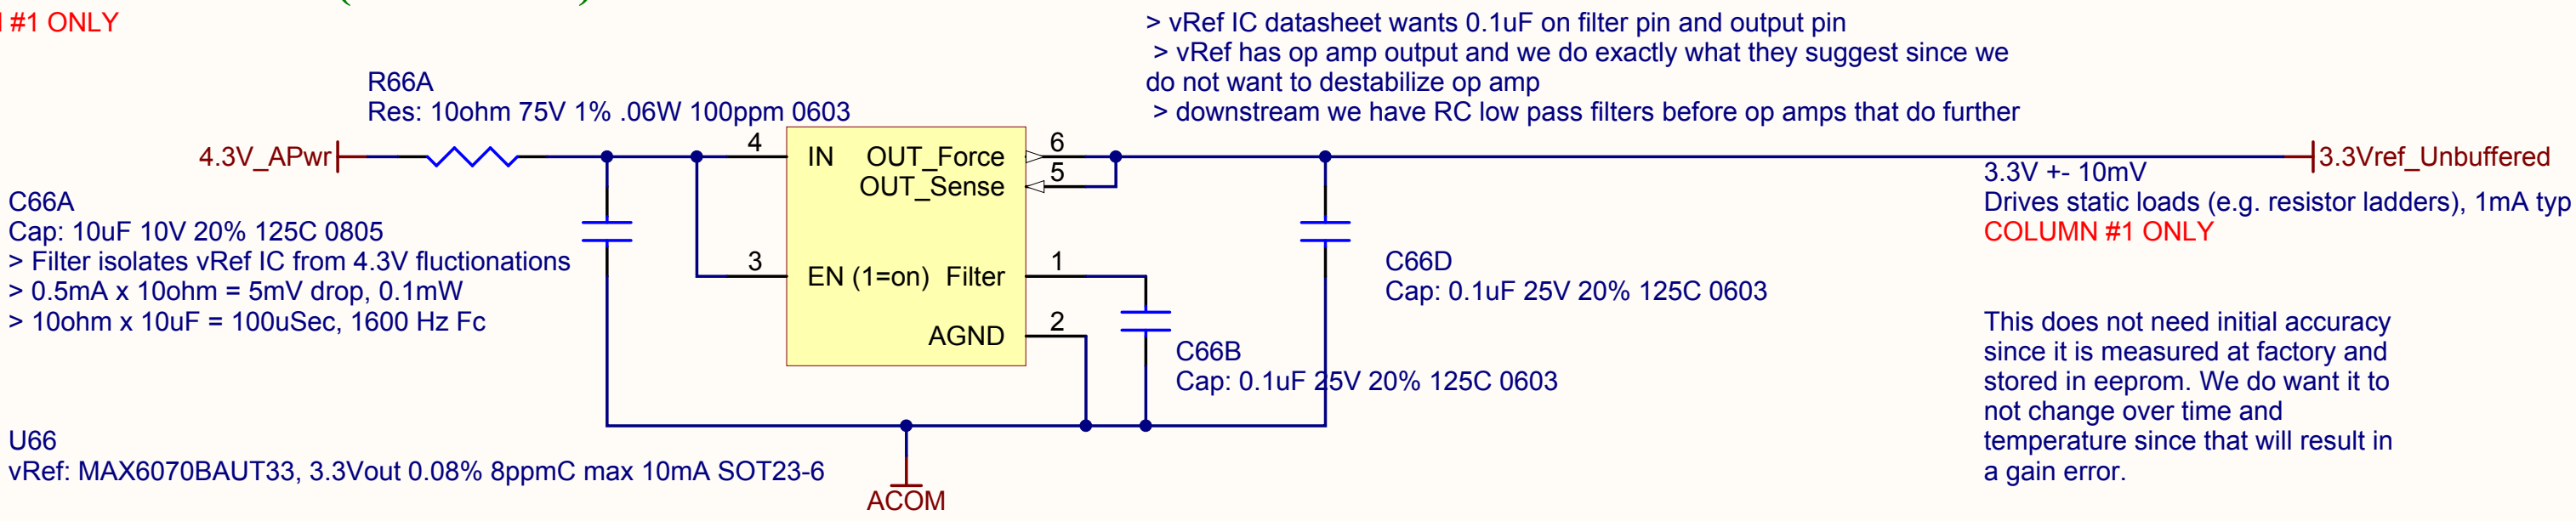 #1 ONLY
> vRef IC datasheet wants 0.1uF on filter pin and output pin
> vRef has op amp output and we do exactly what they suggest since we
do not want to destabilize op amp
> downstream we have RC low pass filters before op amps that do further
R66A
Res: 10ohm 75V 1% .06W 100ppm 0603
4.3V_APwr
4
IN
OUT_Force
6
OUT_Sense
5
3
EN (1=on)
Filter
1
AGND
2
3.3Vref_Unbuffered
3.3V +- 10mV
Drives static loads (e.g. resistor ladders), 1mA typ
COLUMN #1 ONLY
C66A
Cap: 10uF 10V 20% 125C 0805
> Filter isolates vRef IC from 4.3V fluctionations
> 0.5mA x 10ohm = 5mV drop, 0.1mW
> 10ohm x 10uF = 100uSec, 1600 Hz Fc
C66D
Cap: 0.1uF 25V 20% 125C 0603
C66B
Cap: 0.1uF 25V 20% 125C 0603
This does not need initial accuracy
since it is measured at factory and
stored in eeprom. We do want it to
not change over time and
temperature since that will result in
a gain error.
U66
vRef: MAX6070BAUT33, 3.3Vout 0.08% 8ppmC max 10mA SOT23-6
ACOM